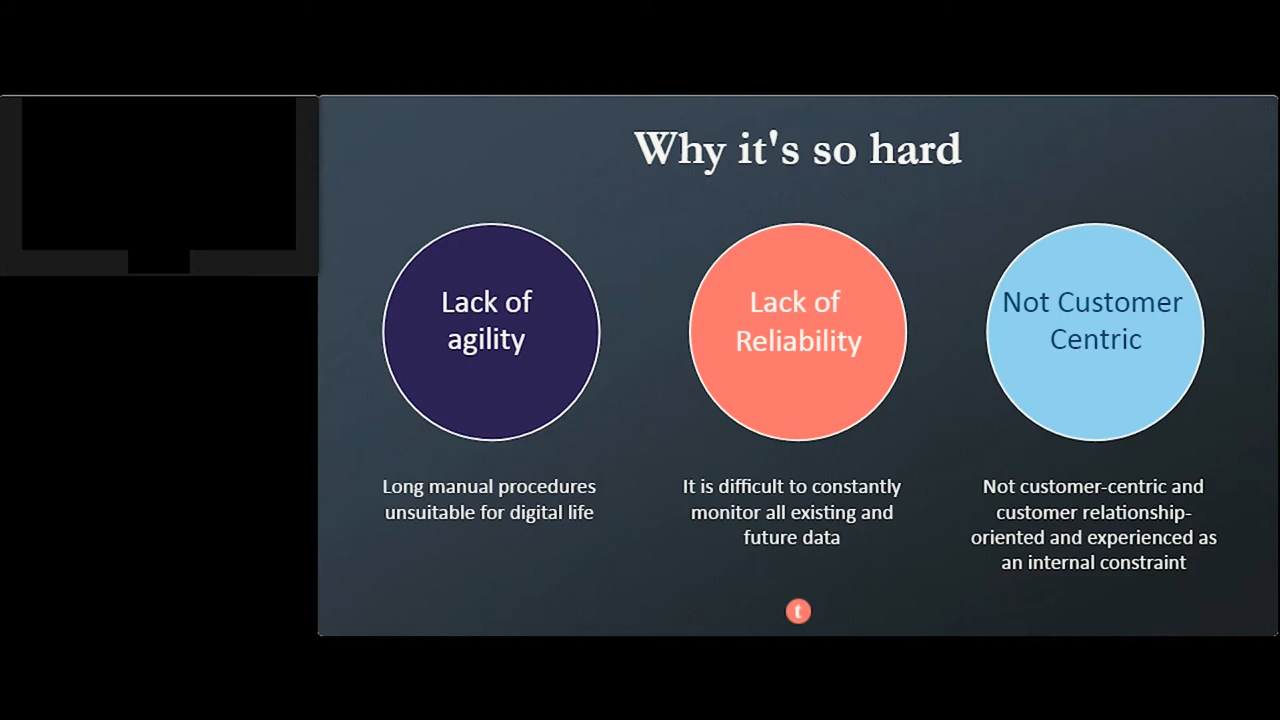 Why it's so hard
Lack of
agility
Lack of
Reliability
Not Customer
Centric
Long manual procedures
unsuitable for digital life
It is difficult to constantly
monitor all existing and
future data
Not customer-centric and
customer relationship-
oriented and experienced as
an internal constraint
t